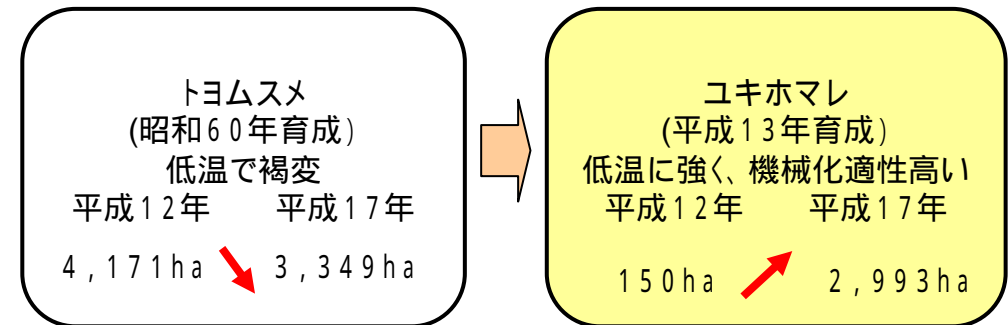 トヨムスメ
(昭和60年育成)
低温で褐変
平成12年 平成17年
4,171ha 3,349ha
ユキホマレ
(平成13年育成)
低温に強く、機械化適性高い
平成12年 平成17年
150ha 2,993ha